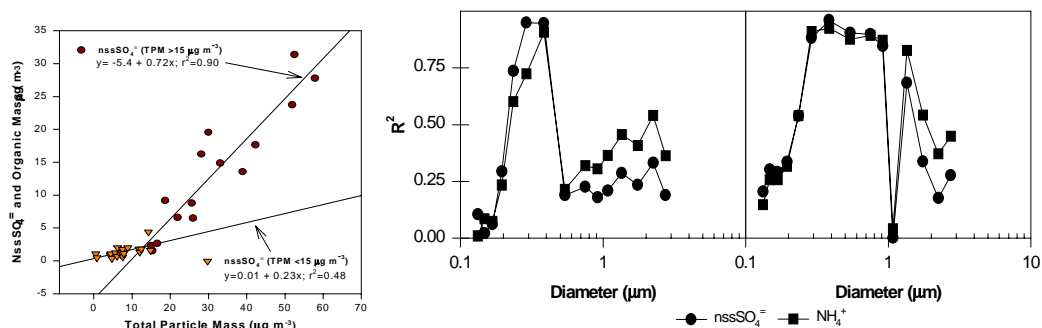 35
30
25
20
15
10
5
0
-5
NssSO₄⁼ and Organic Mass (µg m⁻³)
nssSO₄⁼ (TPM >15 µg m⁻³)
y= -5.4 + 0.72x; r²=0.90
nssSO₄⁼ (TPM <15 µg m⁻³)
y=0.01 + 0.23x; r²=0.48
0 10 20 30 40 50 60 70
Total Particle Mass (µg m⁻³)
R²
0.75
0.50
0.25
0.00
0.1 1 0.1 1 10
Diameter (µm) Diameter (µm)
nssSO₄⁼ NH₄⁺